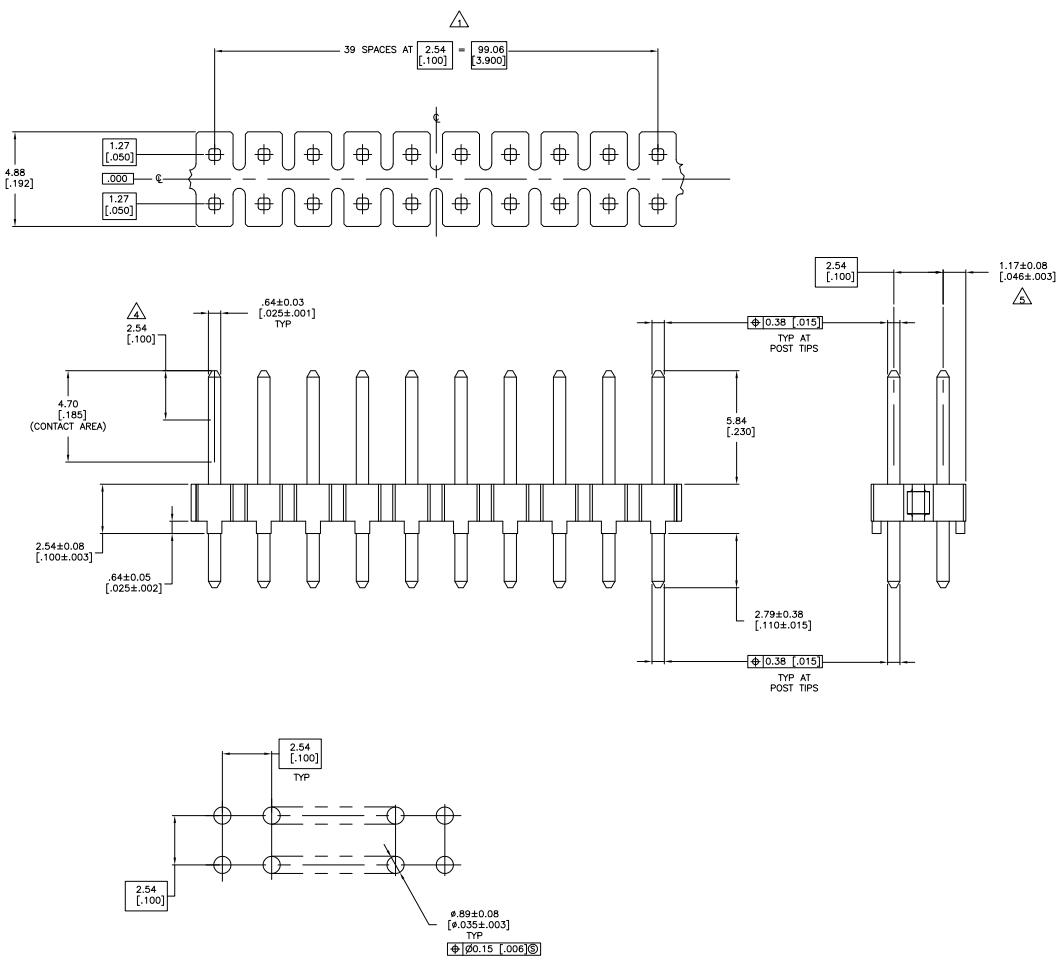 1
39 SPACES AT 2.54 = 99.06
[.100] [3.900]
℄
1.27
[.050]
4.88
[.192]
.000 ℄
1.27
[.050]
2.54
[.100]
1.17±0.08
[.046±.003]
5
4
2.54
[.100]
.64±0.03
[.025±.001]
TYP
⌖ 0.38 [.015]
TYP AT
POST TIPS
4.70
[.185]
(CONTACT AREA)
5.84
[.230]
2.54±0.08
[.100±.003]
.64±0.05
[.025±.002]
2.79±0.38
[.110±.015]
⌖ 0.38 [.015]
TYP AT
POST TIPS
2.54
[.100]
TYP
2.54
[.100]
ø.89±0.08
[ø.035±.003]
TYP
⌖ Ø0.15 [.006]Ⓢ